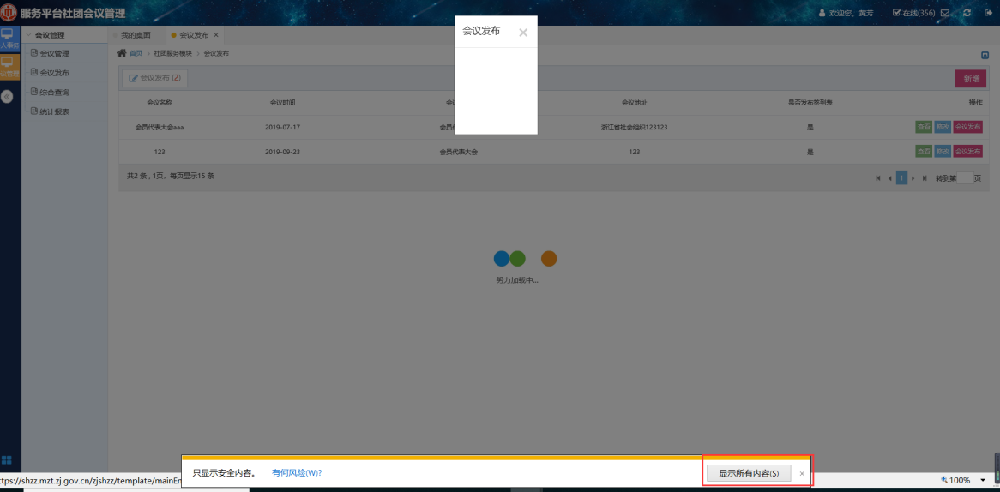 服务平台社团会议管理
欢迎您，黄芳 在线(356)
人事务
议管理
会议管理
会议管理
会议发布
综合查询
统计报表
我的桌面 会议发布 ×
首页 > 社团服务模块 > 会议发布
会议发布 (2) 新增
会议名称 会议时间 会 会议地址 是否发布签到表 操作
会员代表大会aaa 2019-07-17 会员 浙江省社会组织123123 是 查看 修改 会议发布
123 2019-09-23 会员代表大会 123 是 查看 修改 会议发布
共2 条 , 1页, 每页显示15 条 1 转到第 页
会议发布 ×
努力加载中...
只显示安全内容。 有何风险(W)? 显示所有内容(S) ×
ttps://shzz.mzt.zj.gov.cn/zjshzz/template/mainEn
100%